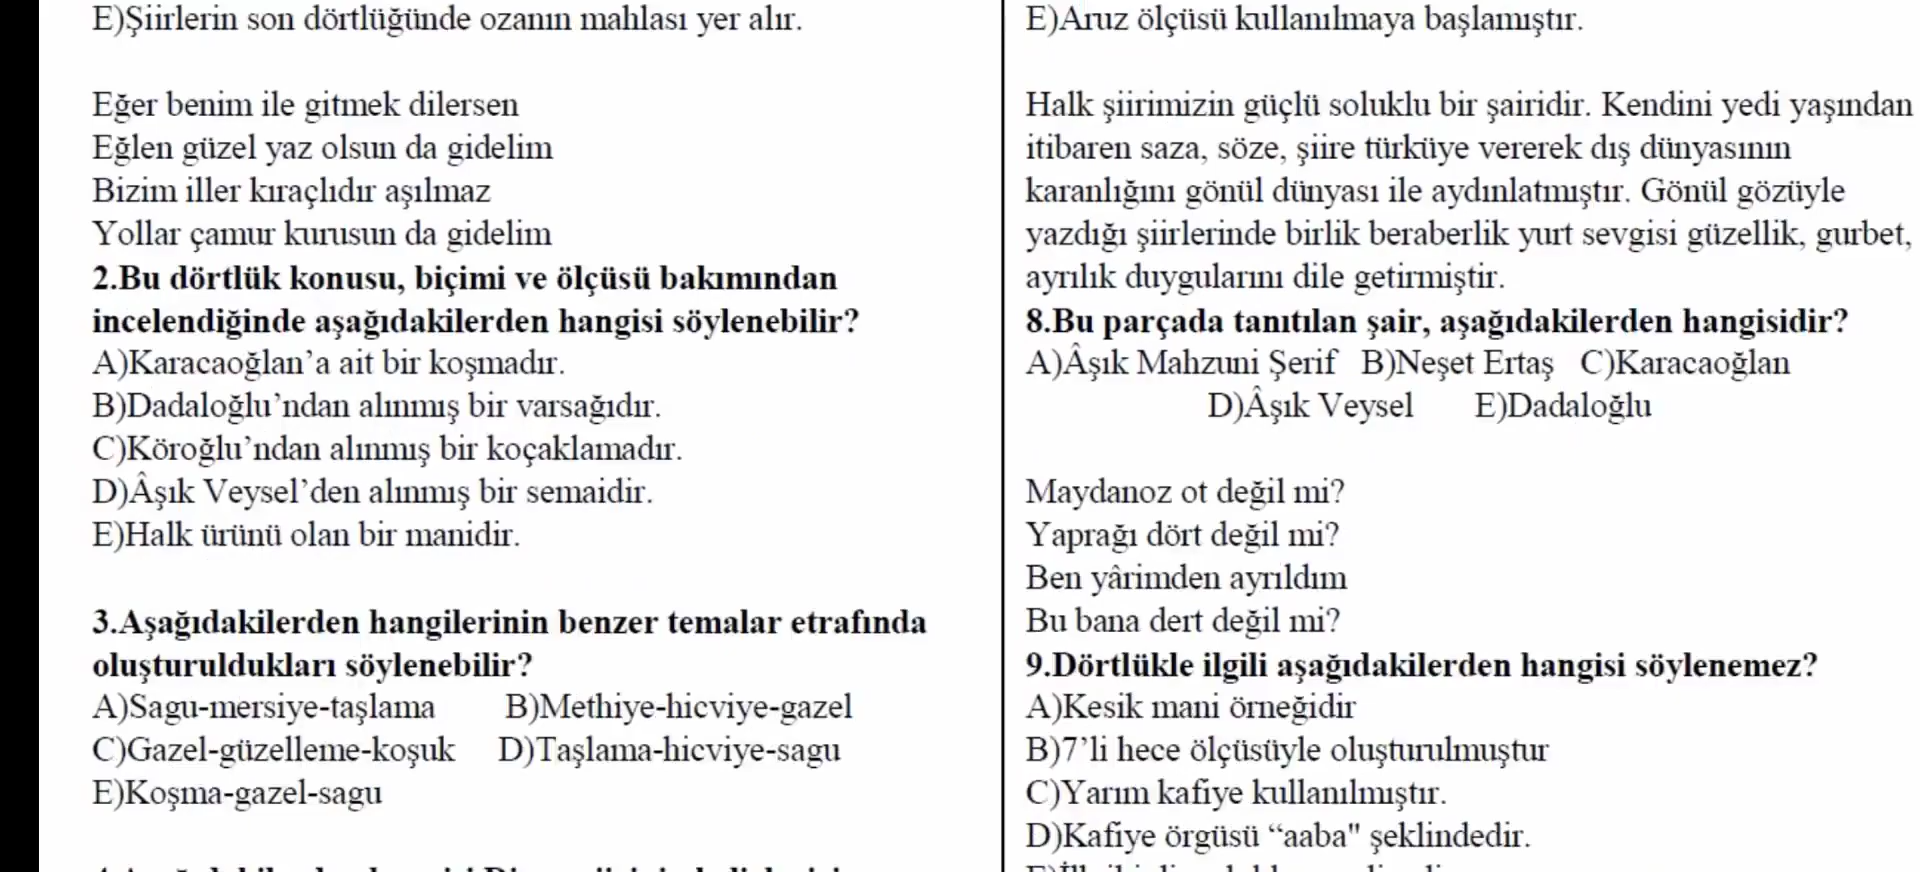 E)Şiirlerin son dörtlüğünde ozanın mahlası yer alır.
Eğer benim ile gitmek dilersen
Eğlen güzel yaz olsun da gidelim
Bizim iller kıraçlıdır aşılmaz
Yollar çamur kurusun da gidelim
2.Bu dörtlük konusu, biçimi ve ölçüsü bakımından
incelendiğinde aşağıdakilerden hangisi söylenebilir?
A)Karacaoğlan’a ait bir koşmadır.
B)Dadaloğlu’ndan alınmış bir varsağıdır.
C)Köroğlu’ndan alınmış bir koçaklamadır.
D)Âşık Veysel’den alınmış bir semaidir.
E)Halk ürünü olan bir manidir.
3.Aşağıdakilerden hangilerinin benzer temalar etrafında
oluşturuldukları söylenebilir?
A)Sagu-mersiye-taşlama B)Methiye-hicviye-gazel
C)Gazel-güzelleme-koşuk D)Taşlama-hicviye-sagu
E)Koşma-gazel-sagu
E)Aruz ölçüsü kullanılmaya başlamıştır.
Halk şiirimizin güçlü soluklu bir şairidir. Kendini yedi yaşından
itibaren saza, söze, şiire türküye vererek dış dünyasının
karanlığını gönül dünyası ile aydınlatmıştır. Gönül gözüyle
yazdığı şiirlerinde birlik beraberlik yurt sevgisi güzellik, gurbet,
ayrılık duygularını dile getirmiştir.
8.Bu parçada tanıtılan şair, aşağıdakilerden hangisidir?
A)Âşık Mahzuni Şerif B)Neşet Ertaş C)Karacaoğlan
D)Âşık Veysel E)Dadaloğlu
Maydanoz ot değil mi?
Yaprağı dört değil mi?
Ben yârimden ayrıldım
Bu bana dert değil mi?
9.Dörtlükle ilgili aşağıdakilerden hangisi söylenemez?
A)Kesik mani örneğidir
B)7’li hece ölçüsüyle oluşturulmuştur
C)Yarım kafiye kullanılmıştır.
D)Kafiye örgüsü “aaba" şeklindedir.